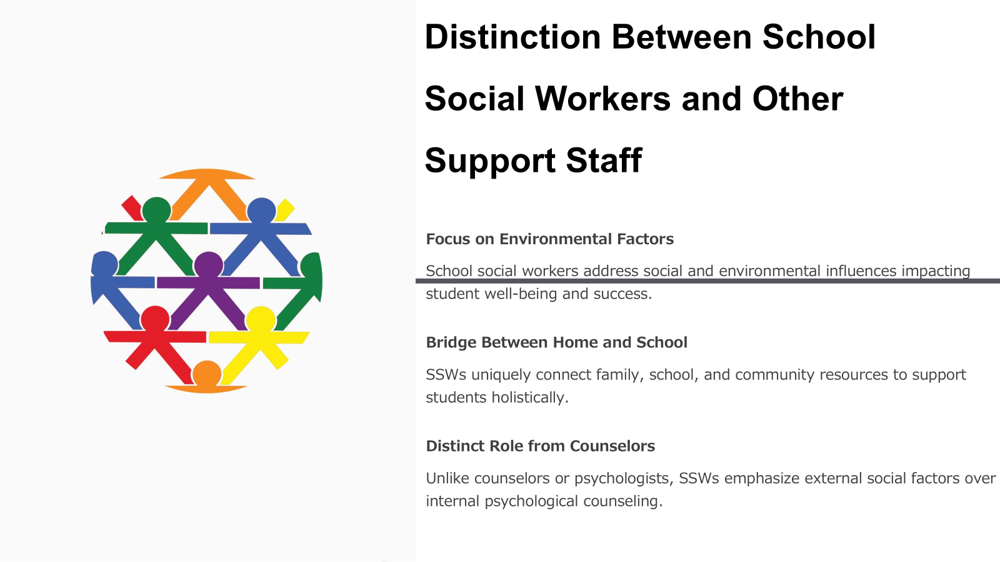 Distinction Between School
Social Workers and Other
Support Staff
Focus on Environmental Factors
School social workers address social and environmental influences impacting
student well-being and success.
Bridge Between Home and School
SSWs uniquely connect family, school, and community resources to support
students holistically.
Distinct Role from Counselors
Unlike counselors or psychologists, SSWs emphasize external social factors over
internal psychological counseling.